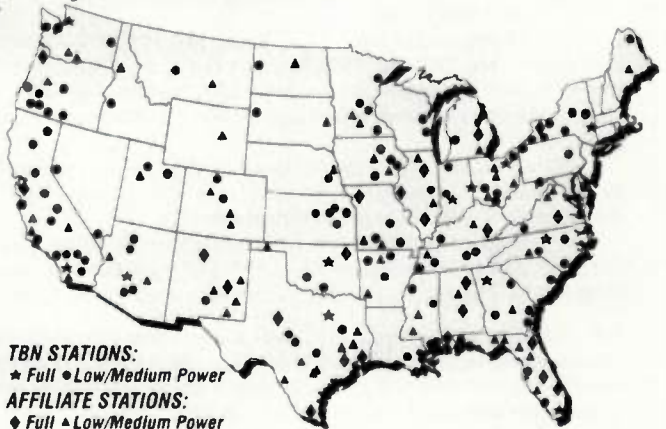 TBN STATIONS:
★ Full ● Low/Medium Power
AFFILIATE STATIONS:
◆ Full ▲ Low/Medium Power